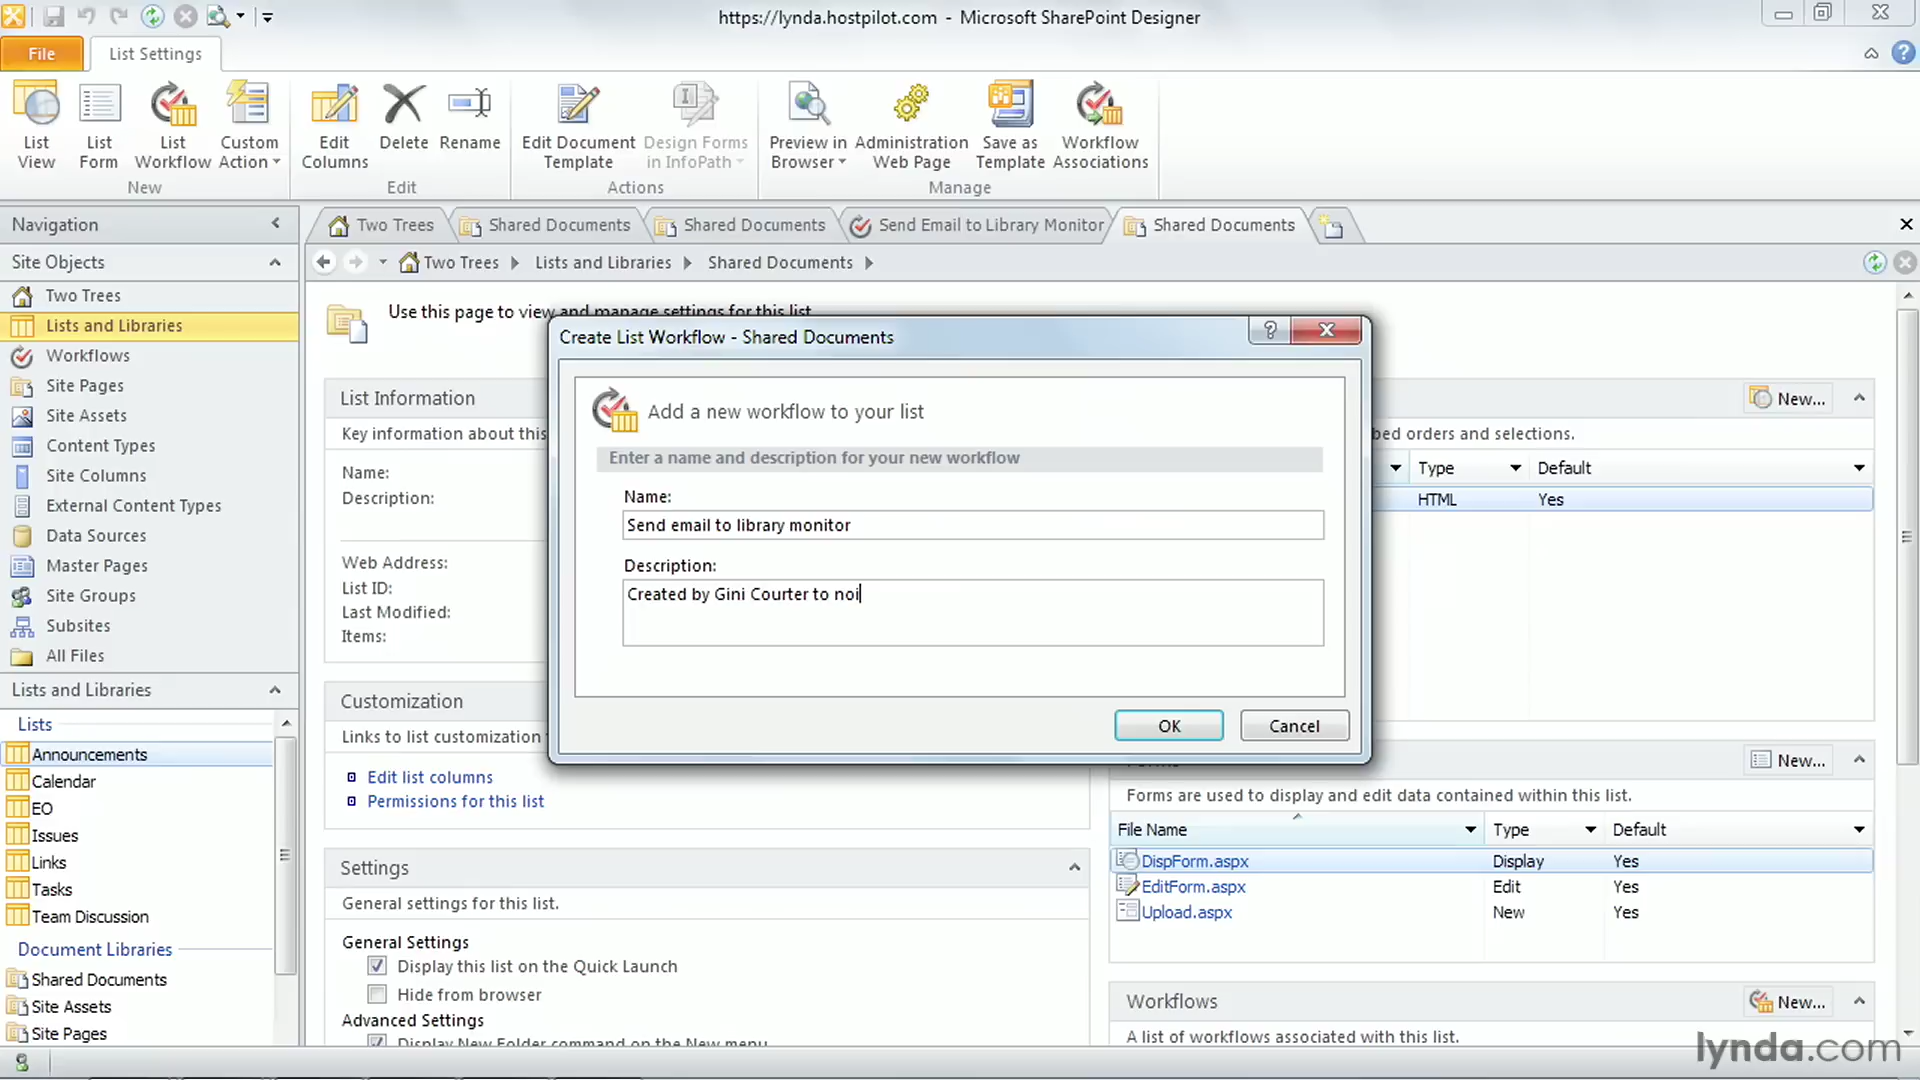 https://lynda.hostpilot.com - Microsoft SharePoint Designer
File
List Settings
List View
List Form
List Workflow
Custom Action
New
Edit Columns
Delete
Rename
Edit
Edit Document Template
Design Forms in InfoPath
Actions
Preview in Browser
Administration Web Page
Save as Template
Workflow Associations
Manage
Navigation
Two Trees
Shared Documents
Shared Documents
Send Email to Library Monitor
Shared Documents
Two Trees
Lists and Libraries
Shared Documents
Site Objects
Two Trees
Lists and Libraries
Workflows
Site Pages
Site Assets
Content Types
Site Columns
External Content Types
Data Sources
Master Pages
Site Groups
Subsites
All Files
Lists and Libraries
Lists
Announcements
Calendar
EO
Issues
Links
Tasks
Team Discussion
Document Libraries
Shared Documents
Site Assets
Site Pages
Use this page to view and manage settings for this list
List Information
Key information about this
Name:
Description:
Web Address:
List ID:
Last Modified:
Items:
Customization
Links to list customization
Edit list columns
Permissions for this list
Settings
General settings for this list.
General Settings
Display this list on the Quick Launch
Hide from browser
Advanced Settings
Display New Folder command on the New menu
Create List Workflow - Shared Documents
Add a new workflow to your list
Enter a name and description for your new workflow
Name:
Send email to library monitor
Description:
Created by Gini Courter to noi
OK
Cancel
New...
bed orders and selections.
Type
Default
HTML
Yes
New...
Forms are used to display and edit data contained within this list.
File Name
Type
Default
DispForm.aspx
Display
Yes
EditForm.aspx
Edit
Yes
Upload.aspx
New
Yes
Workflows
New...
A list of workflows associated with this list.
lynda.com